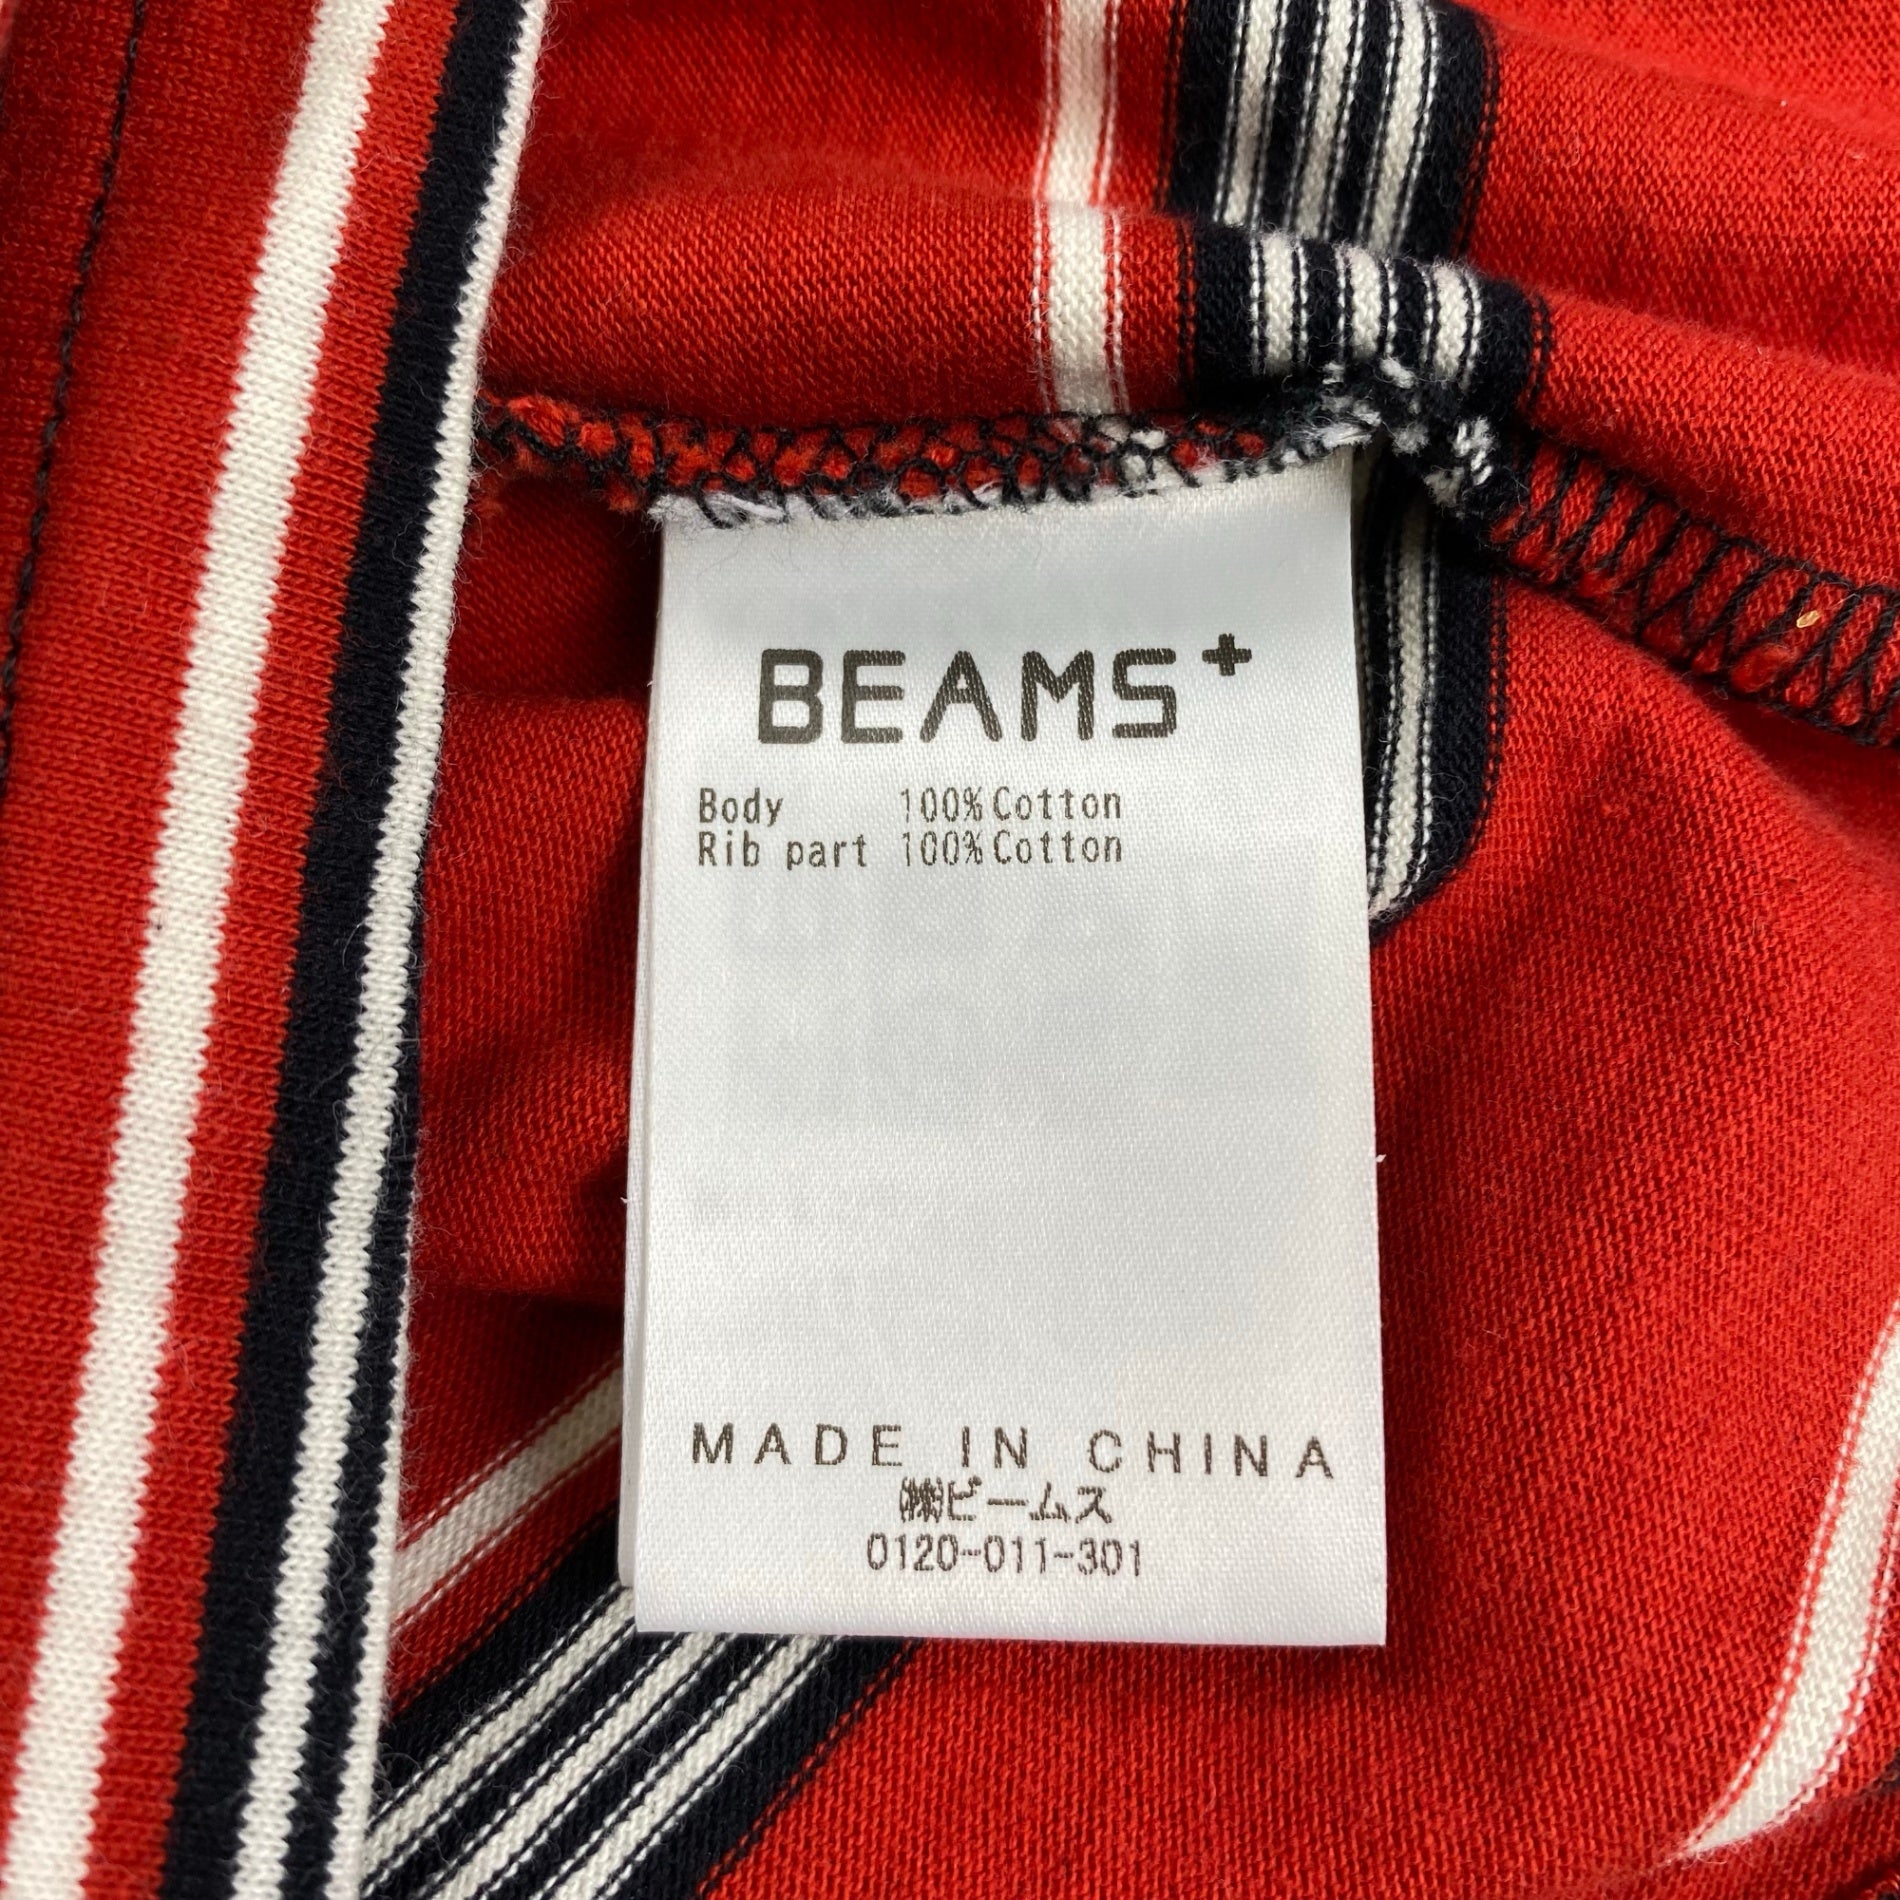 BEAMS+
Body 100%Cotton
Rib part 100%Cotton
MADE IN CHINA
㈱ビームス
0120-011-301